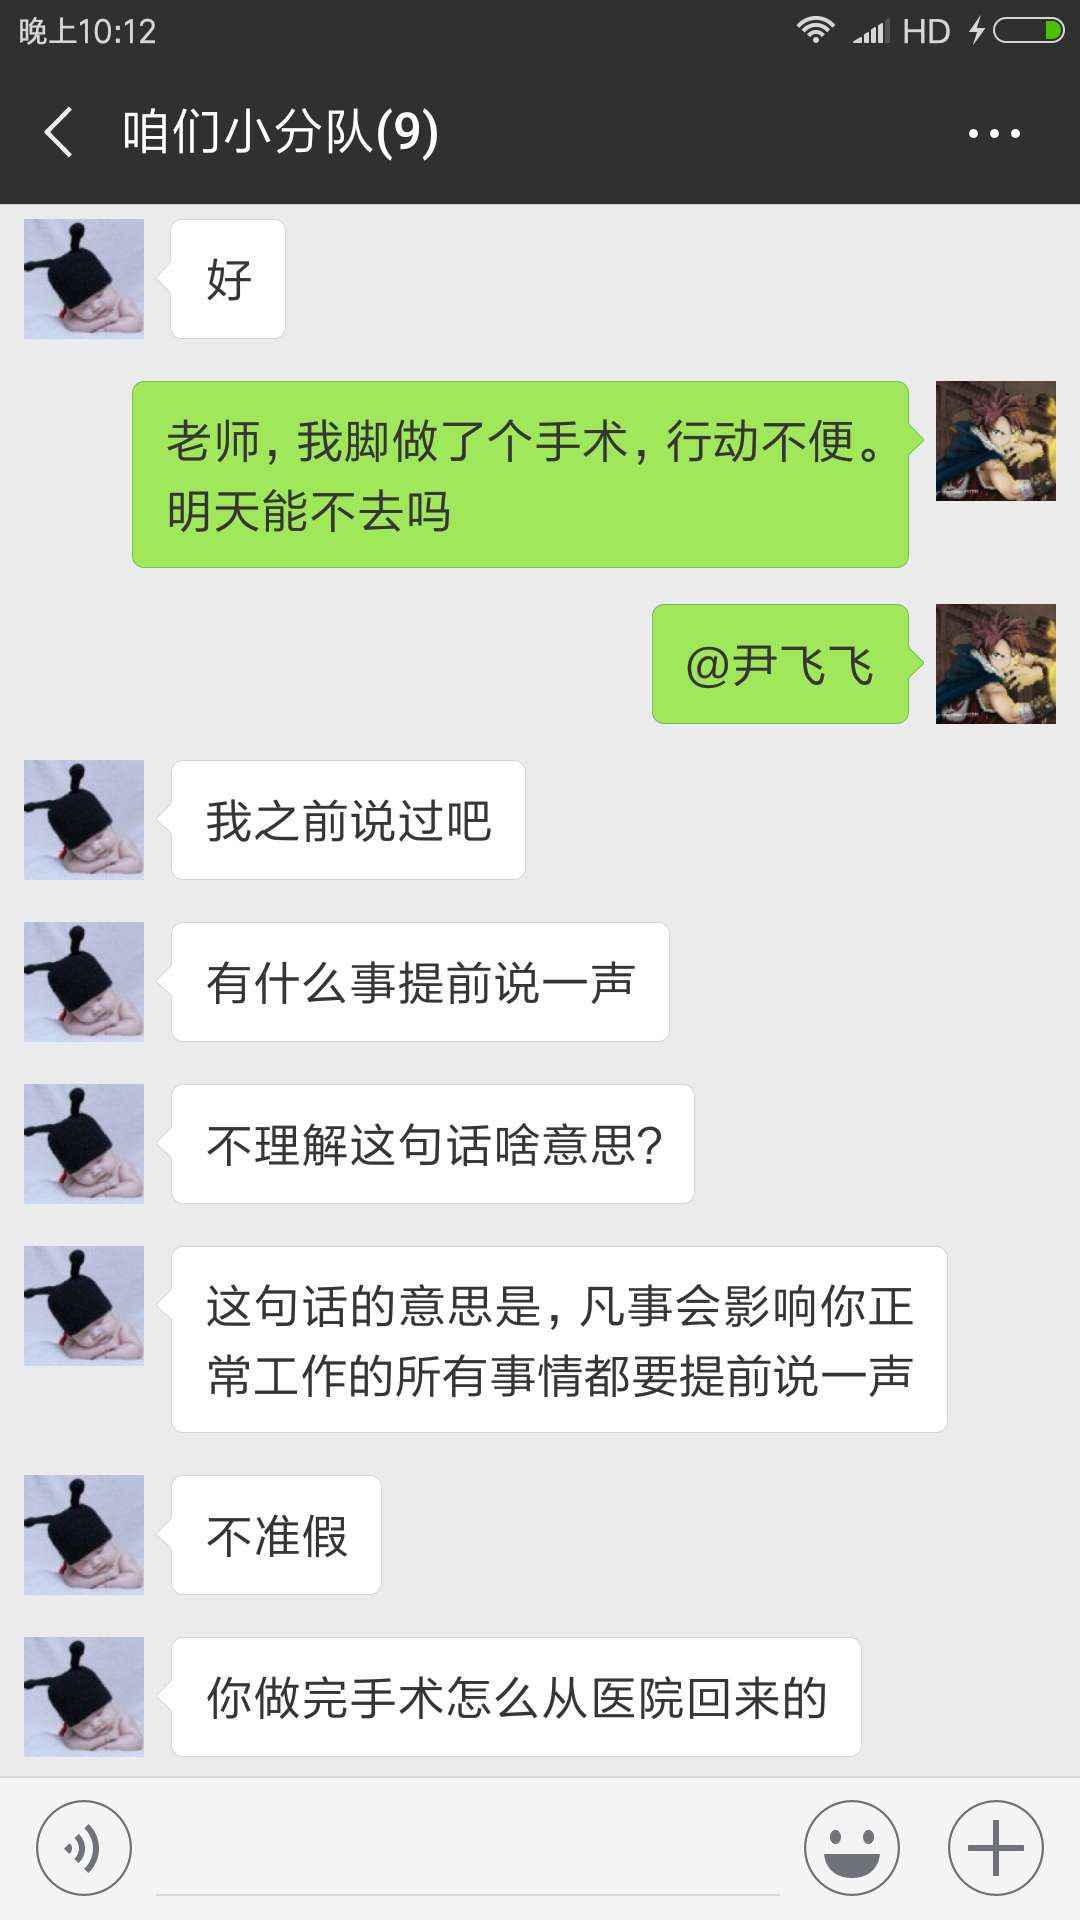 晚上10:12
HD
咱们小分队(9)
好
老师，我脚做了个手术，行动不便。
明天能不去吗
@尹飞飞
我之前说过吧
有什么事提前说一声
不理解这句话啥意思？
这句话的意思是，凡事会影响你正
常工作的所有事情都要提前说一声
不准假
你做完手术怎么从医院回来的